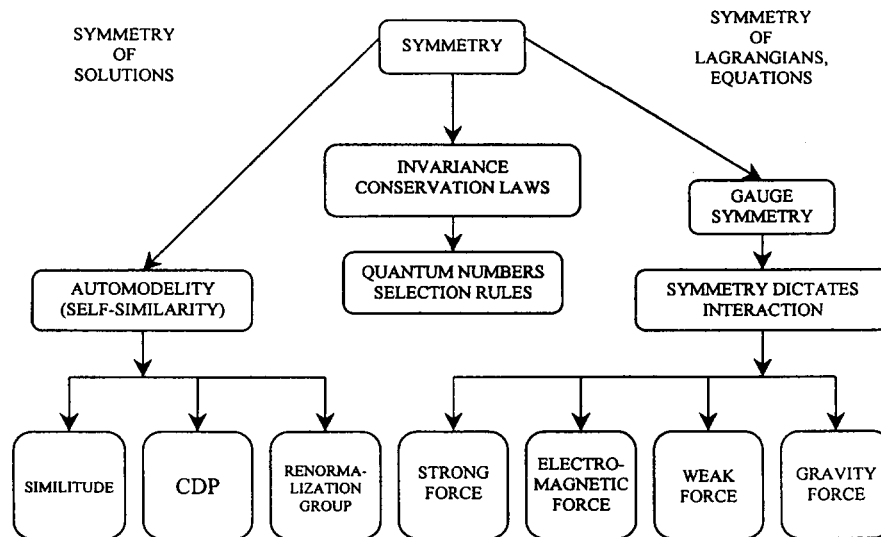 SYMMETRY
OF
SOLUTIONS
SYMMETRY
SYMMETRY
OF
LAGRANGIANS,
EQUATIONS
INVARIANCE
CONSERVATION LAWS
GAUGE
SYMMETRY
AUTOMODELITY
(SELF-SIMILARITY)
QUANTUM NUMBERS
SELECTION RULES
SYMMETRY DICTATES
INTERACTION
SIMILITUDE
CDP
RENORMA-
LIZATION
GROUP
STRONG
FORCE
ELECTRO-
MAGNETIC
FORCE
WEAK
FORCE
GRAVITY
FORCE